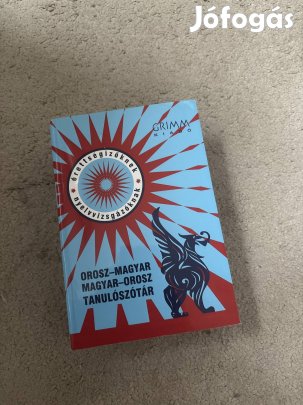 Jófogás
GRIMM
KIADÓ
érettségizőknek
nyelvvizsgázóknak
OROSZ–MAGYAR
MAGYAR–OROSZ
TANULÓSZÓTÁR